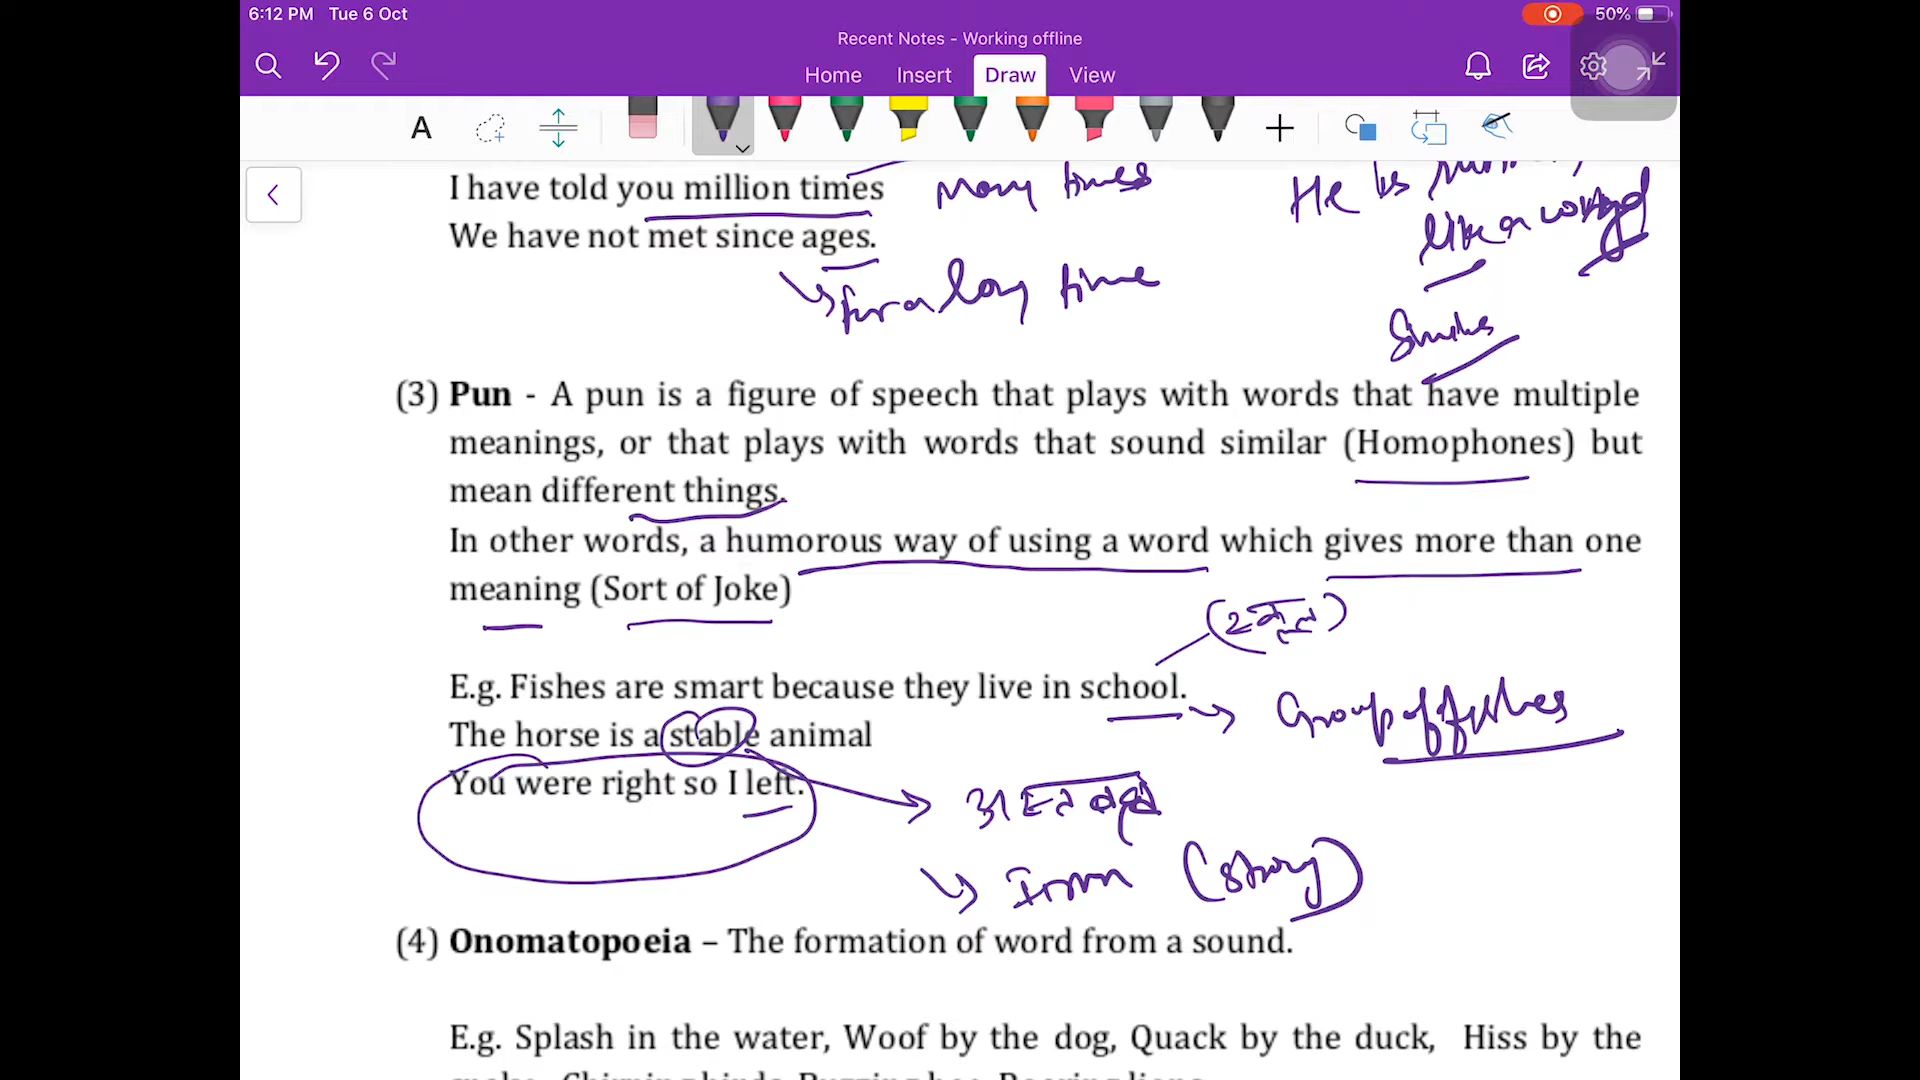 6:12 PM Tue 6 Oct
50%
Recent Notes - Working offline
Home Insert Draw View
A
I have told you million times
many times
He is
like a
We have not met since ages.
for a long time
Similes
(3) Pun - A pun is a figure of speech that plays with words that have multiple
meanings, or that plays with words that sound similar (Homophones) but
mean different things.
In other words, a humorous way of using a word which gives more than one
meaning (Sort of Joke)
E.g. Fishes are smart because they live in school.
Group of fishes
The horse is a stable animal
You were right so I left.
(strong)
(4) Onomatopoeia – The formation of word from a sound.
E.g. Splash in the water, Woof by the dog, Quack by the duck, Hiss by the